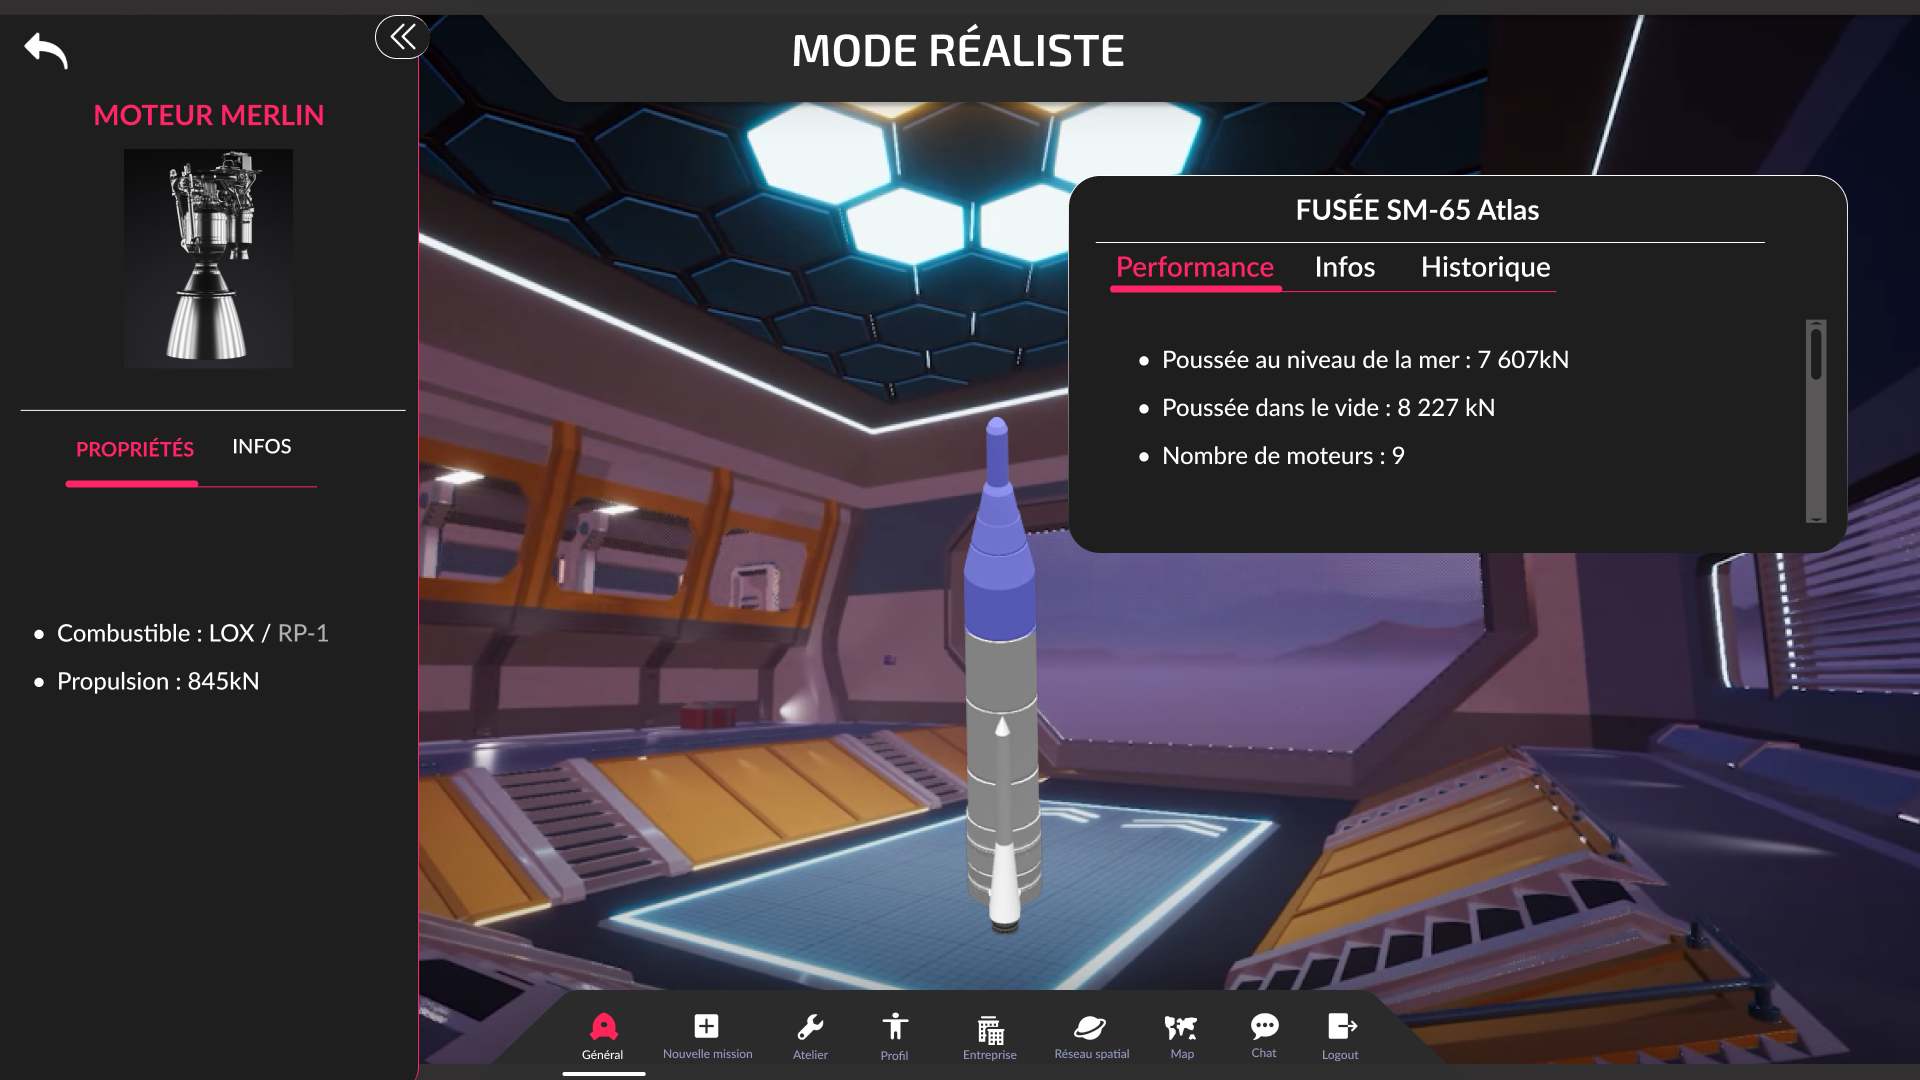 MODE RÉALISTE
MOTEUR MERLIN
PROPRIÉTÉS INFOS
• Combustible : LOX / RP-1
• Propulsion : 845kN
FUSÉE SM-65 Atlas
Performance Infos Historique
• Poussée au niveau de la mer : 7 607kN
• Poussée dans le vide : 8 227 kN
• Nombre de moteurs : 9
Général Nouvelle mission Atelier Profil Entreprise Réseau spatial Map Chat Logout